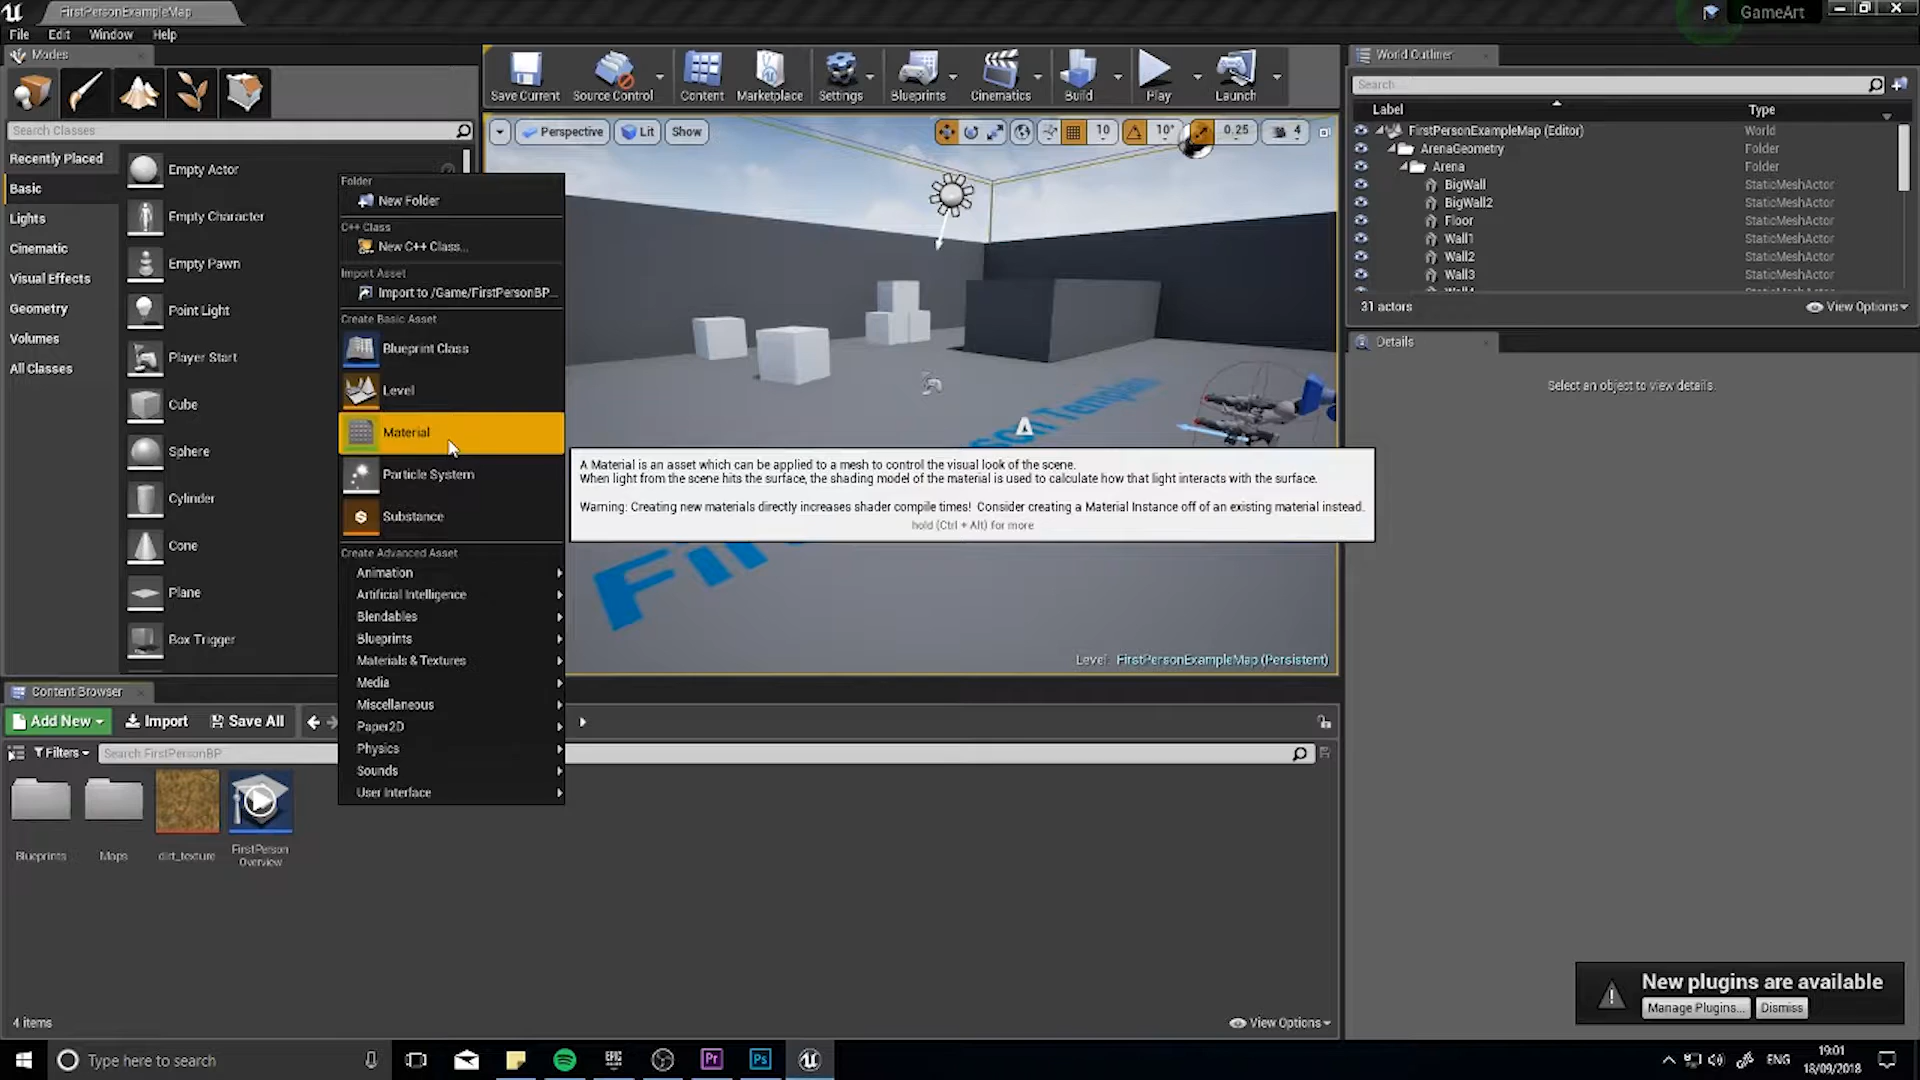 FirstPersonExampleMap
GameArt
File Edit Window Help
Modes
Search Classes
Recently Placed
Basic
Lights
Cinematic
Visual Effects
Geometry
Volumes
All Classes
Empty Actor
Empty Character
Empty Pawn
Point Light
Player Start
Cube
Sphere
Cylinder
Cone
Plane
Box Trigger
Folder
New Folder
C++ Class
New C++ Class...
Import Asset
Import to /Game/FirstPersonBP...
Create Basic Asset
Blueprint Class
Level
Material
Particle System
Substance
Create Advanced Asset
Animation
Artificial Intelligence
Blendables
Blueprints
Materials & Textures
Media
Miscellaneous
Paper2D
Physics
Sounds
User Interface
Save Current Source Control Content Marketplace Settings Blueprints Cinematics Build Play Launch
Perspective Lit Show
10 10° 0.25 4
A Material is an asset which can be applied to a mesh to control the visual look of the scene.
When light from the scene hits the surface, the shading model of the material is used to calculate how that light interacts with the surface.
Warning: Creating new materials directly increases shader compile times! Consider creating a Material Instance off of an existing material instead.
hold (Ctrl + Alt) for more
Level: FirstPersonExampleMap (Persistent)
World Outliner
Search...
Label Type
FirstPersonExampleMap (Editor) World
ArenaGeometry Folder
Arena Folder
BigWall StaticMeshActor
BigWall2 StaticMeshActor
Floor StaticMeshActor
Wall1 StaticMeshActor
Wall2 StaticMeshActor
Wall3 StaticMeshActor
31 actors View Options
Details
Select an object to view details.
Content Browser
Add New Import Save All
Filters Search FirstPersonBP
Blueprints Maps dirt_texture FirstPerson
Overview
4 items View Options
New plugins are available
Manage Plugins... Dismiss
Type here to search
EPIC
Pr Ps
ENG
19:01
18/09/2018